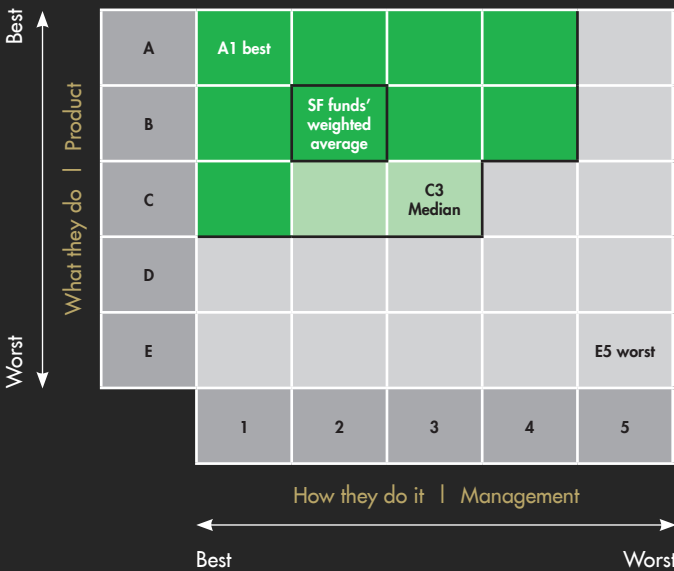 Best
What they do | Product
Worst
A
A1 best
B
SF funds’
weighted
average
C
C3
Median
D
E
E5 worst
1
2
3
4
5
How they do it | Management
Best
Worst